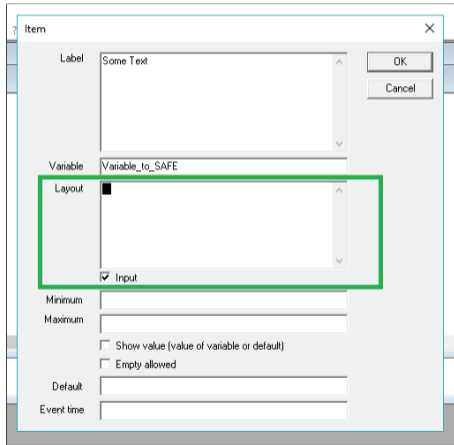 ?
Item
Label
Some Text
OK
Cancel
Variable
Variable_to_SAFE
Layout
Input
Minimum
Maximum
Show value (value of variable or default)
Empty allowed
Default
Event time